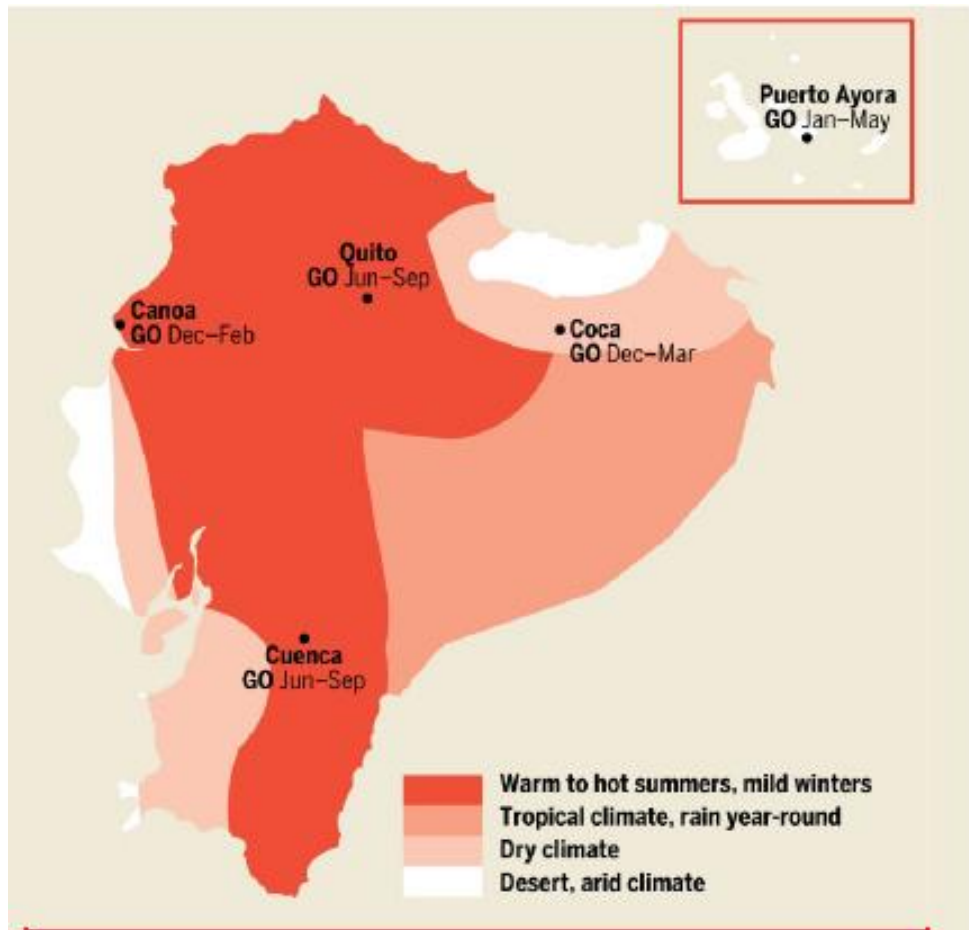 Puerto Ayora
GO Jan–May
Quito
GO Jun–Sep
Canoa
GO Dec–Feb
Coca
GO Dec–Mar
Cuenca
GO Jun–Sep
Warm to hot summers, mild winters
Tropical climate, rain year-round
Dry climate
Desert, arid climate